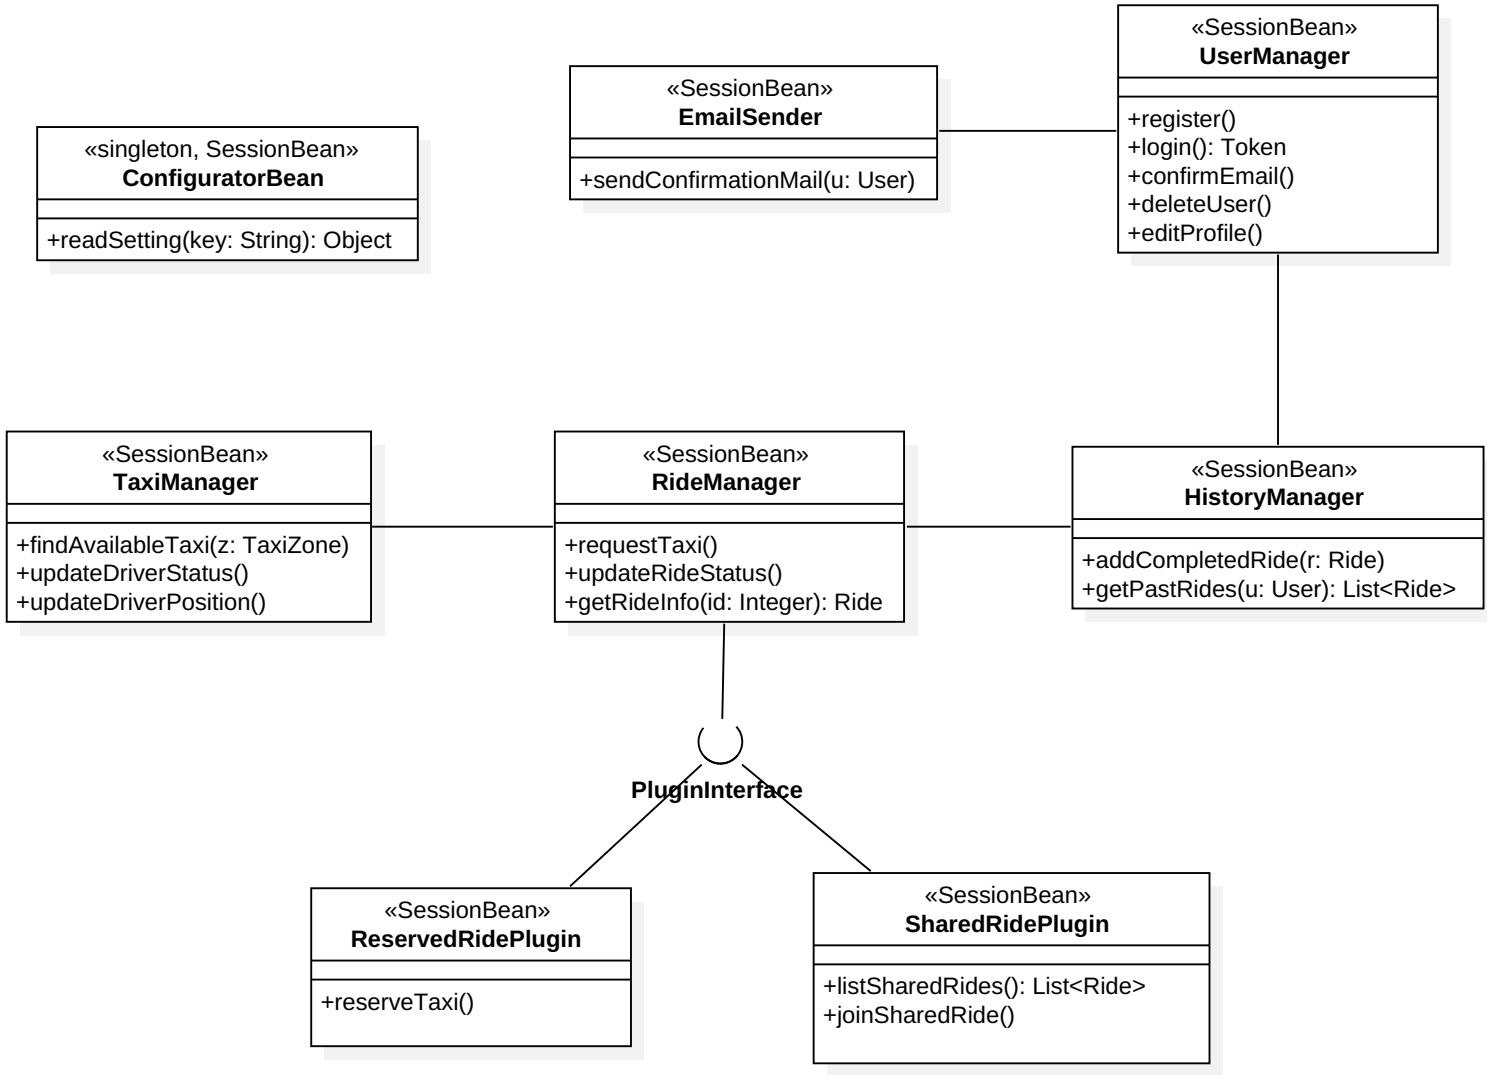 «SessionBean»
UserManager
+register()
+login(): Token
+confirmEmail()
+deleteUser()
+editProfile()
«SessionBean»
EmailSender
+sendConfirmationMail(u: User)
«singleton, SessionBean»
ConfiguratorBean
+readSetting(key: String): Object
«SessionBean»
TaxiManager
+findAvailableTaxi(z: TaxiZone)
+updateDriverStatus()
+updateDriverPosition()
«SessionBean»
RideManager
+requestTaxi()
+updateRideStatus()
+getRideInfo(id: Integer): Ride
«SessionBean»
HistoryManager
+addCompletedRide(r: Ride)
+getPastRides(u: User): List<Ride>
PluginInterface
«SessionBean»
ReservedRidePlugin
+reserveTaxi()
«SessionBean»
SharedRidePlugin
+listSharedRides(): List<Ride>
+joinSharedRide()